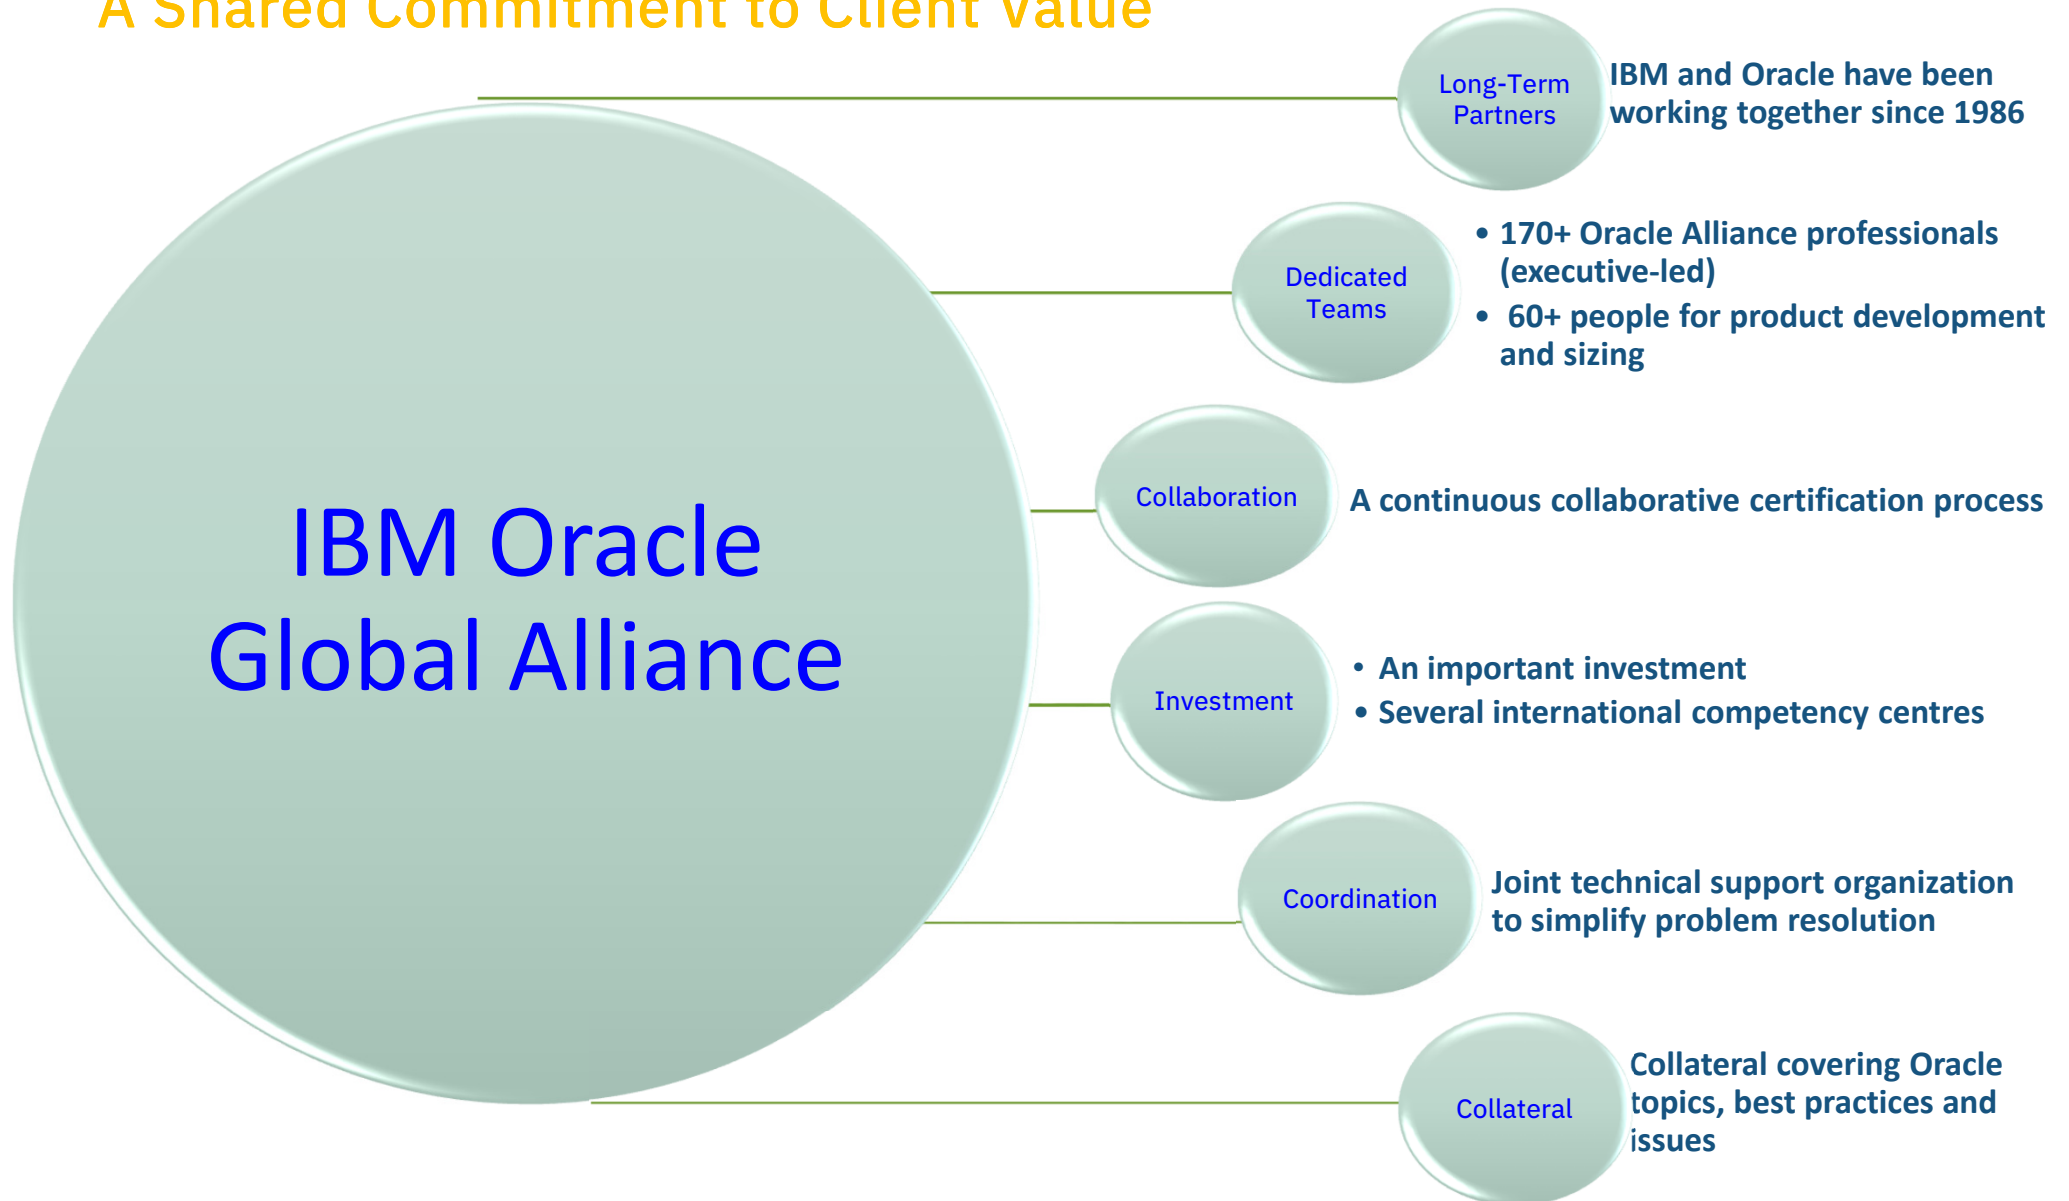 A Shared Commitment to Client Value
Long-Term
Partners
IBM and Oracle have been
working together since 1986
Dedicated
Teams
• 170+ Oracle Alliance professionals
(executive-led)
• 60+ people for product development
and sizing
IBM Oracle
Global Alliance
Collaboration
A continuous collaborative certification process
Investment
• An important investment
• Several international competency centres
Coordination
Joint technical support organization
to simplify problem resolution
Collateral
Collateral covering Oracle
topics, best practices and
issues